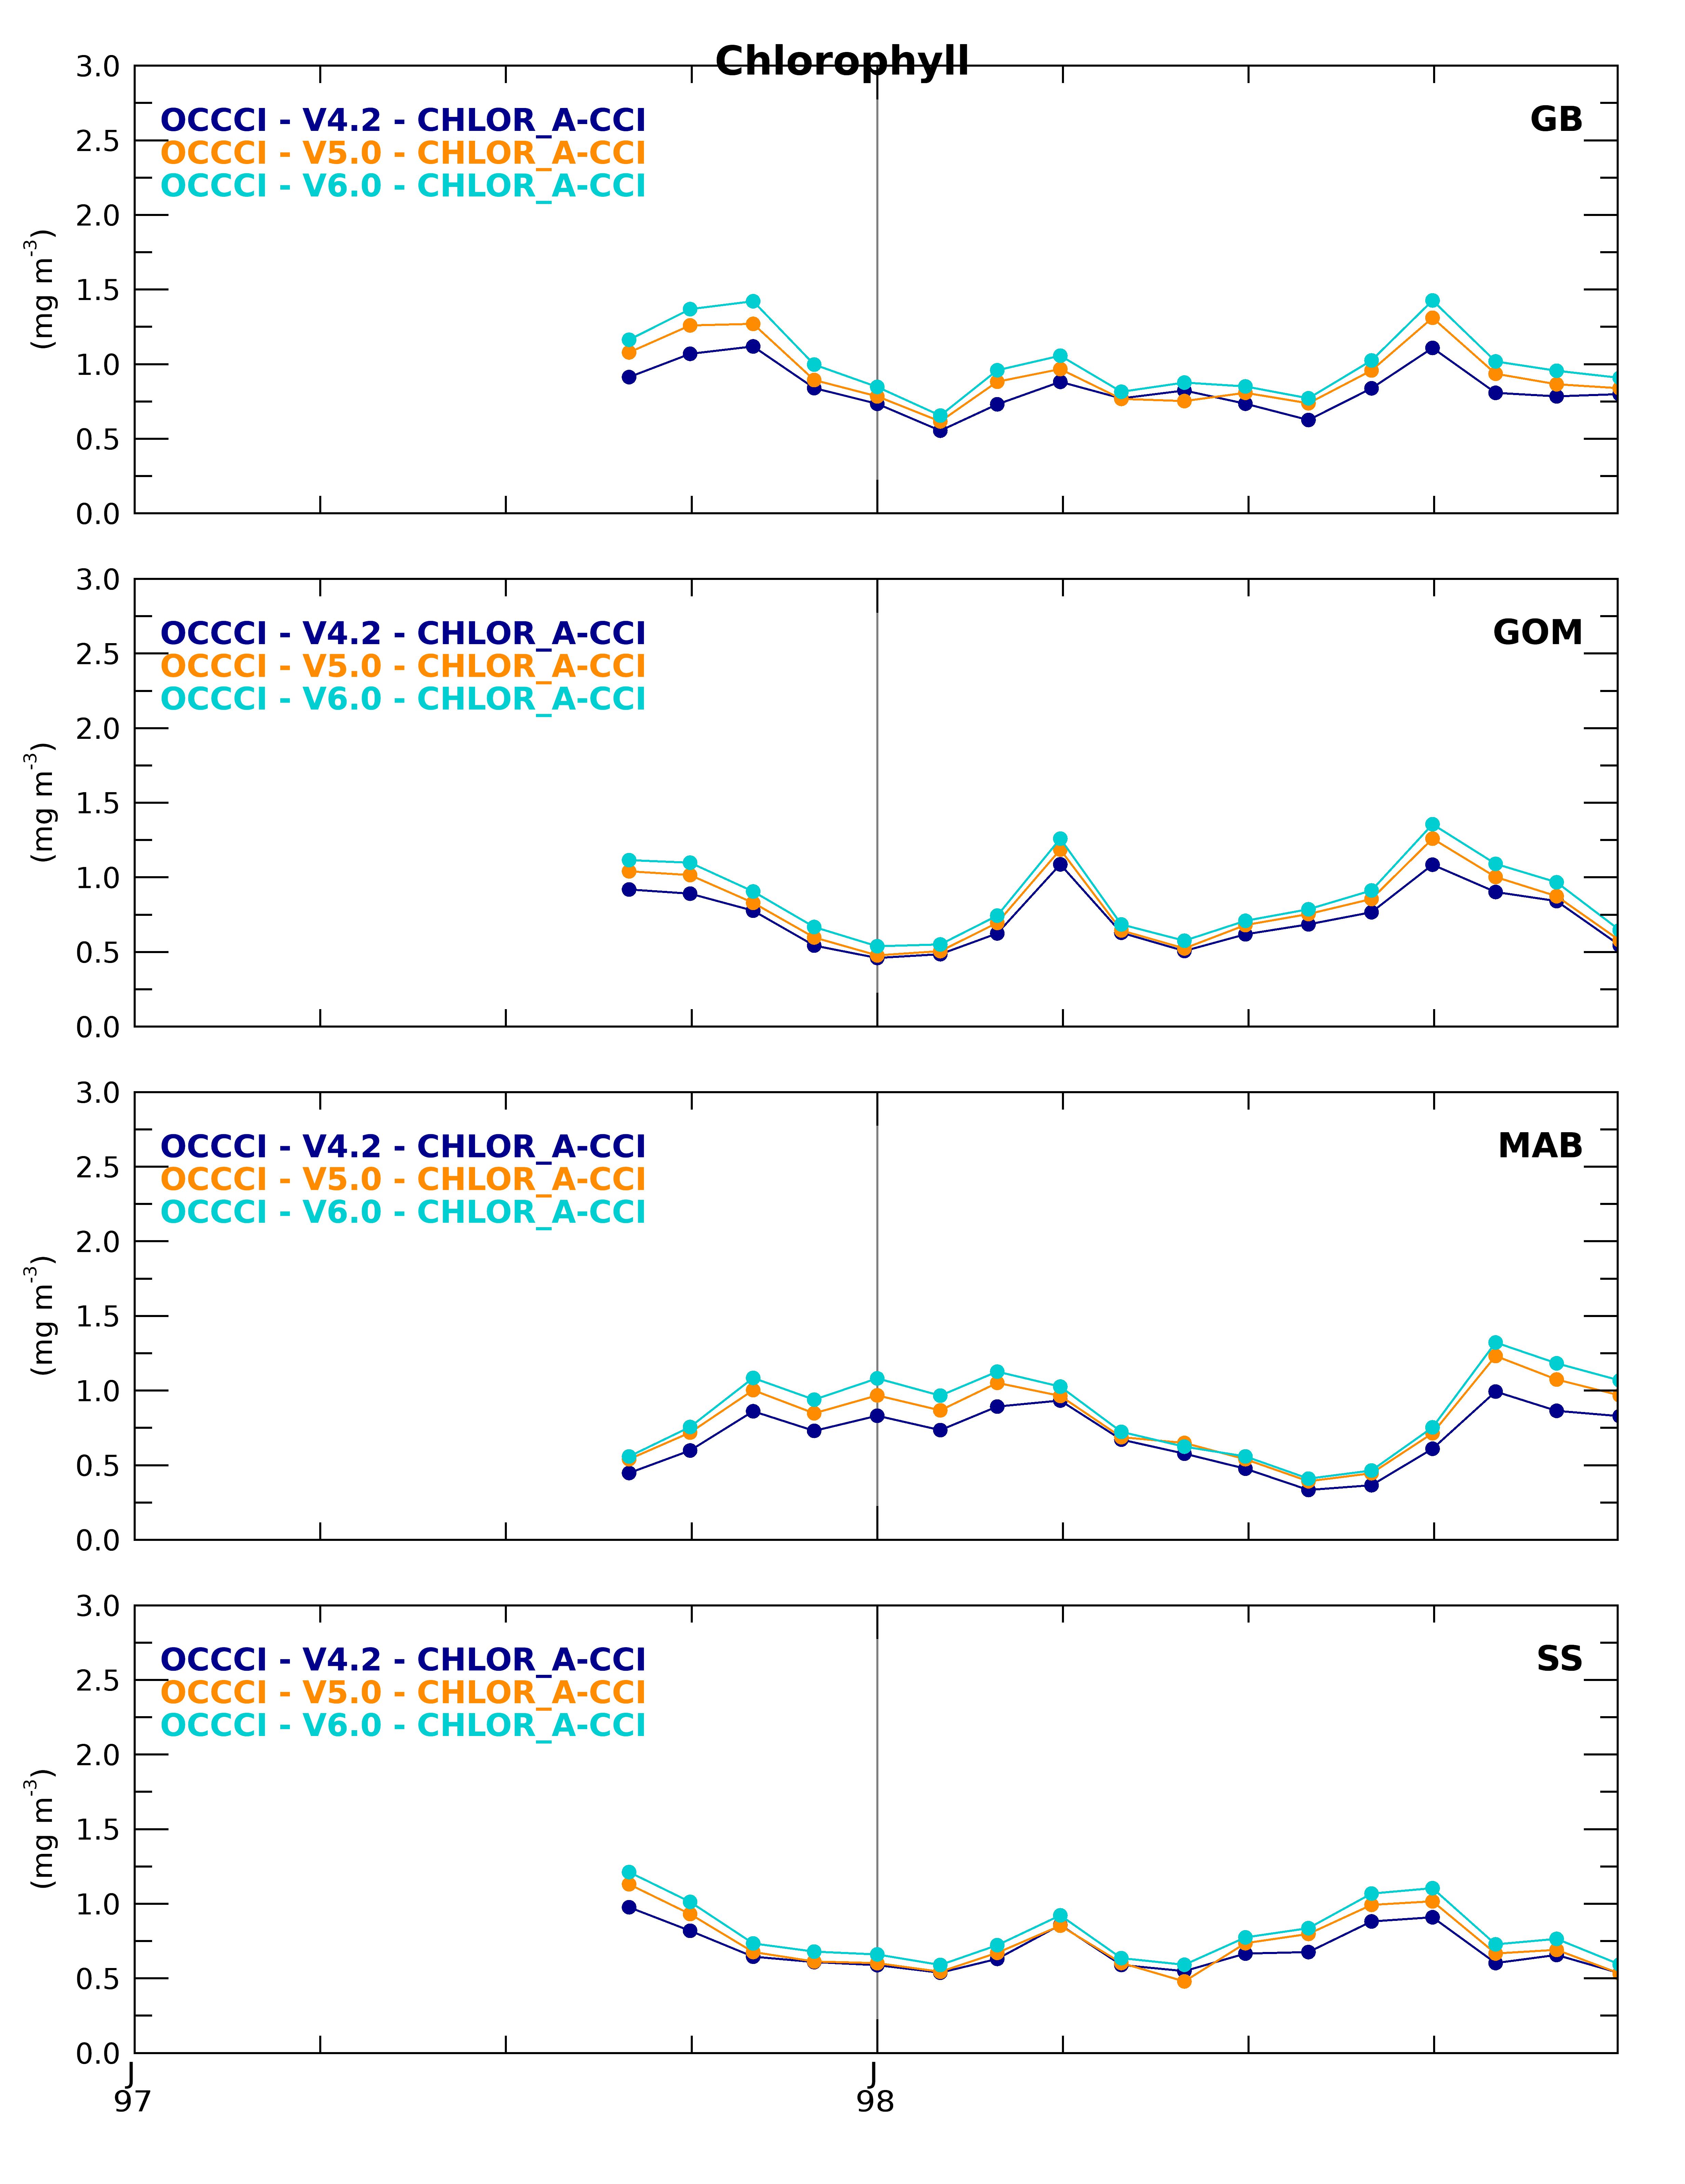 Chlorophyll
3.0
OCCCI - V4.2 - CHLOR_A-CCI
GB
2.5
OCCCI - V5.0 - CHLOR_A-CCI
OCCCI - V6.0 - CHLOR_A-CCI
2.0
(mg m-3)
1.5
1.0
0.5
0.0
3.0
OCCCI - V4.2 - CHLOR_A-CCI
GOM
2.5
OCCCI - V5.0 - CHLOR_A-CCI
OCCCI - V6.0 - CHLOR_A-CCI
2.0
(mg m-3)
1.5
1.0
0.5
0.0
3.0
OCCCI - V4.2 - CHLOR_A-CCI
MAB
2.5
OCCCI - V5.0 - CHLOR_A-CCI
OCCCI - V6.0 - CHLOR_A-CCI
2.0
(mg m-3)
1.5
1.0
0.5
0.0
3.0
OCCCI - V4.2 - CHLOR_A-CCI
SS
2.5
OCCCI - V5.0 - CHLOR_A-CCI
OCCCI - V6.0 - CHLOR_A-CCI
2.0
(mg m-3)
1.5
1.0
0.5
0.0
J J
97 98